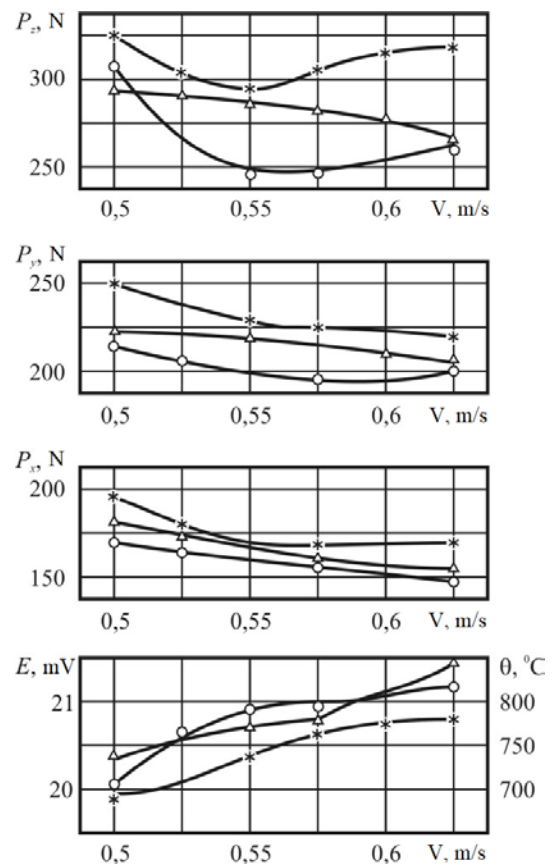 P_z, N
300
250
0,5 0,55 0,6 V, m/s
P_y, N
250
200
0,5 0,55 0,6 V, m/s
P_x, N
200
150
0,5 0,55 0,6 V, m/s
E, mV θ, °C
21 800
750
20 700
0,5 0,55 0,6 V, m/s